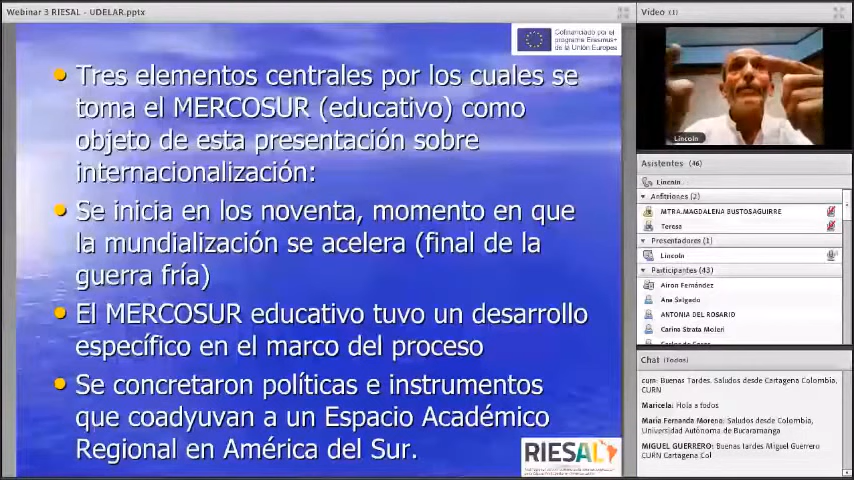 Webinar 3 RIESAL - UDELAR.pptx
Cofinanciado por el
programa Erasmus+
de la Unión Europea
Tres elementos centrales por los cuales se
toma el MERCOSUR (educativo) como
objeto de esta presentación sobre
internacionalización:
Se inicia en los noventa, momento en que
la mundialización se acelera (final de la
guerra fría)
El MERCOSUR educativo tuvo un desarrollo
específico en el marco del proceso
Se concretaron políticas e instrumentos
que coadyuvan a un Espacio Académico
Regional en América del Sur.
RIESAL
Video (1)
Lincoln
Asistentes (46)
Lincoln
Anfitriones (2)
MTRA.MAGDALENA BUSTOSAGUIRRE
Teresa
Presentadores (1)
Lincoln
Participantes (43)
Airon Fernández
Ana Salgado
ANTONIA DEL ROSARIO
Carina Strata Moleri
Chat (Todos)
curn: Buenas Tardes. Saludos desde Cartagena Colombia,
CURN
Maricela: Hola a todos
Maria Fernanda Moreno: Saludos desde Colombia,
Universidad Autónoma de Bucaramanga
MIGUEL GUERRERO: Buenas tardes Miguel Guerrero
CURN Cartagena Col